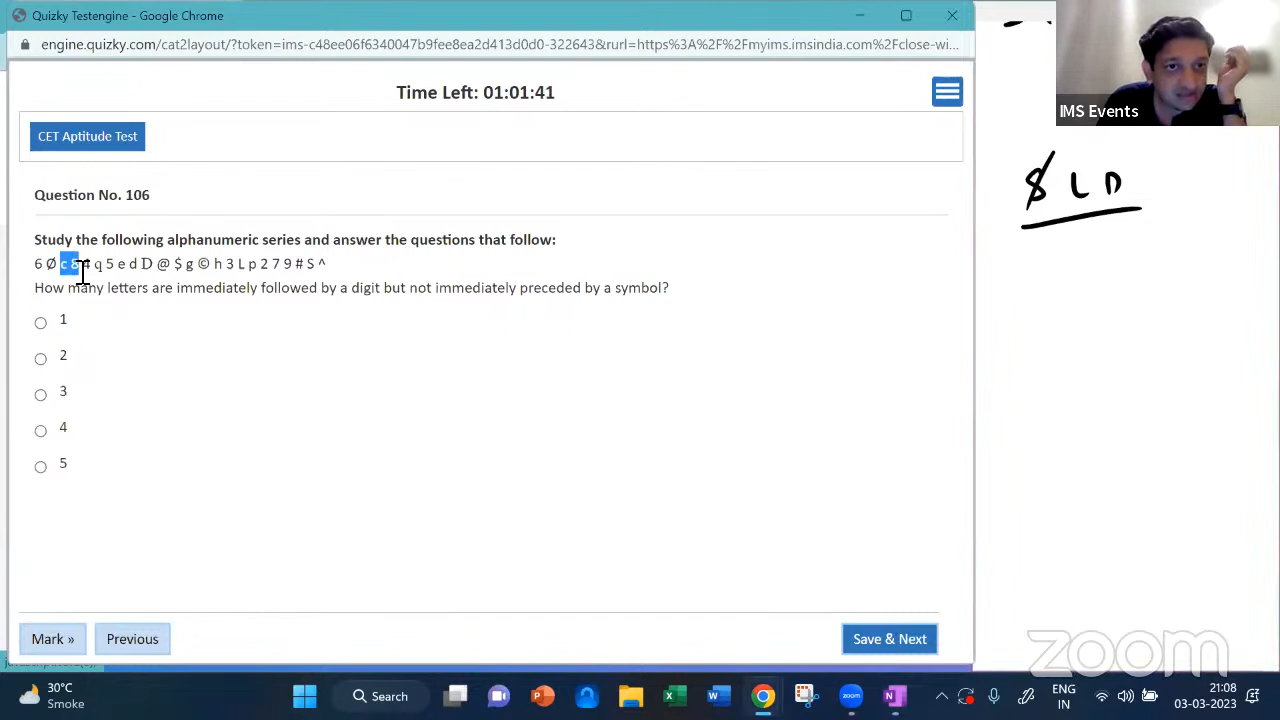 Quizky Testengine - Google Chrome
engine.quizky.com/cat2layout/?token=ims-c48ee06f6340047b9fee8ea2d413d0d0-322643&rurl=https%3A%2F%2Fmyims.imsindia.com%2Fclose-wi...
IMS Events
Time Left: 01:01:41
CET Aptitude Test
$ L D
Question No. 106
Study the following alphanumeric series and answer the questions that follow:
6 Ø c 8 4 q 5 e d D @ $ g © h 3 L p 2 7 9 # S ^
How many letters are immediately followed by a digit but not immediately preceded by a symbol?
1
2
3
4
5
Mark »
Previous
Save & Next
zoom
30°C
Smoke
Search
zoom
ENG
IN
21:08
03-03-2023